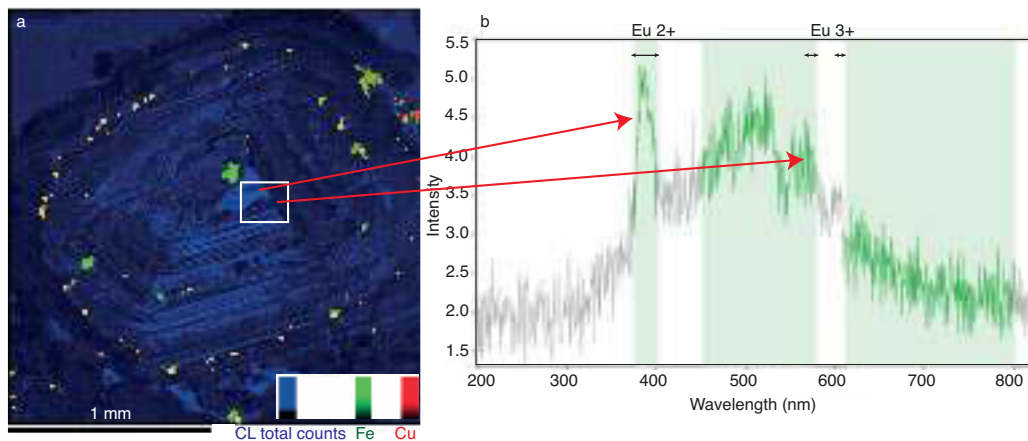 a
1 mm
CL total counts Fe Cu
b
Eu 2+ Eu 3+
5.5
5.0
4.5
4.0
3.5
3.0
2.5
2.0
1.5
Intensity
200 300 400 500 600 700 800
Wavelength (nm)